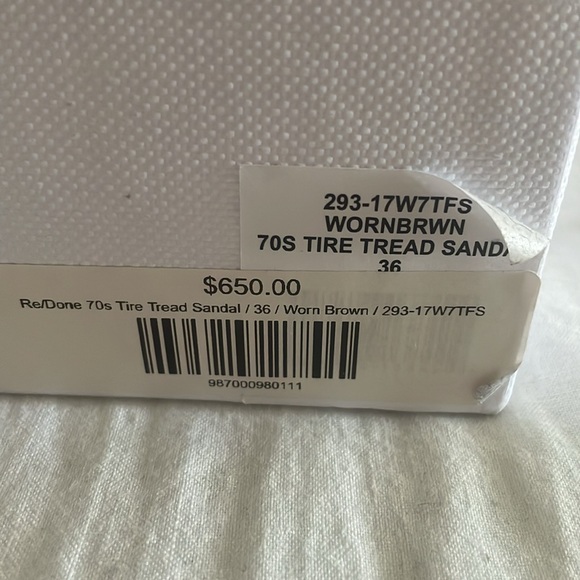 293-17W7TFS
WORNBRWN
70S TIRE TREAD
36
$650.00
Re/Done 70s Tire Tread Sandal / 36 / Worn Brown / 293-17W7TFS
987000980111